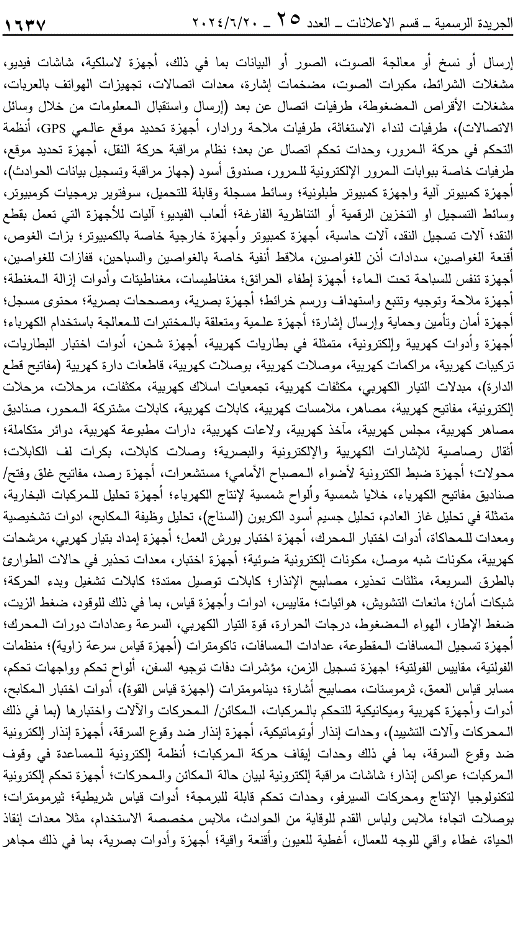 الجريدة الرسمية ــ قسم الاعلانات ــ العدد ٢٥ ــ ٢٠٢٤/٦/٢٠ ١٦٣٧
إرسال أو نسخ أو معالجة الصوت، الصور أو البيانات بما في ذلك، أجهزة لاسلكية، شاشات فيديو،
مشغلات الشرائط، مكبرات الصوت، مضخمات إشارة، معدات اتصالات، تجهيزات الهواتف بالعربات،
مشغلات الأقراص المضغوطة، طرفيات اتصال عن بعد (إرسال واستقبال المعلومات من خلال وسائل
الاتصالات)، طرفيات لنداء الاستغاثة، طرفيات ملاحة ورادار، أجهزة تحديد موقع عالمي GPS، أنظمة
التحكم في حركة المرور، وحدات تحكم اتصال عن بعد؛ نظام مراقبة حركة النقل، أجهزة تحديد موقع،
طرفيات خاصة ببوابات المرور الإلكترونية للمرور، صندوق أسود (جهاز مراقبة وتسجيل بيانات الحوادث)،
أجهزة كمبيوتر آلية واجهزة كمبيوتر طبلونية؛ وسائط مسجلة وقابلة للتحميل، سوفتوير برمجيات كومبيوتر،
وسائط التسجيل او التخزين الرقمية أو التناظرية الفارغة؛ ألعاب الفيديو؛ آليات للأجهزة التي تعمل بقطع
النقد؛ آلات تسجيل النقد، آلات حاسبة، أجهزة كمبيوتر وأجهزة خارجية خاصة بالكمبيوتر؛ بزات الغوص،
أقنعة الغواصين، سدادات أذن للغواصين، ملاقط أنفية خاصة بالغواصين والسباحين، قفازات للغواصين،
أجهزة تنفس للسباحة تحت الماء؛ أجهزة إطفاء الحرائق؛ مغناطيسات، مغناطيتات وأدوات إزالة المغنطة؛
أجهزة ملاحة وتوجيه وتتبع واستهداف ورسم خرائط؛ أجهزة بصرية، ومصححات بصرية؛ محتوى مسجل؛
أجهزة أمان وتأمين وحماية وإرسال إشارة؛ أجهزة علمية ومتعلقة بالمختبرات للمعالجة باستخدام الكهرباء؛
أجهزة وأدوات كهربية وإلكترونية، متمثلة في بطاريات كهربية، أجهزة شحن، أدوات اختبار البطاريات،
تركيبات كهربية، مراكمات كهربية، موصلات كهربية، بوصلات كهربية، قاطعات دارة كهربية (مفاتيح قطع
الدارة)، مبدلات التيار الكهربي، مكثفات كهربية، تجمعيات اسلاك كهربية، مكثفات، مرحلات، مرحلات
إلكترونية، مفاتيح كهربية، مصاهر، ملامسات كهربية، كابلات كهربية، كابلات مشتركة المحور، صناديق
مصاهر كهربية، مجلس كهربية، مآخذ كهربية، ولاعات كهربية، دارات مطبوعة كهربية، دوائر متكاملة؛
أثقال رصاصية للإشارات الكهربية والإلكترونية والبصرية؛ وصلات كابلات، بكرات لف الكابلات؛
محولات؛ أجهزة ضبط الكترونية لأضواء المصباح الأمامي؛ مستشعرات، أجهزة رصد، مفاتيح غلق وفتح/
صناديق مفاتيح الكهرباء، خلايا شمسية وألواح شمسية لإنتاج الكهرباء؛ أجهزة تحليل للمركبات البخارية،
متمثلة في تحليل غاز العادم، تحليل جسيم أسود الكربون (السناج)، تحليل وظيفة المكابح، ادوات تشخيصية
ومعدات للمحاكاة، أدوات اختبار المحرك، أجهزة اختبار بورش العمل؛ أجهزة إمداد بتيار كهربي، مرشحات
كهربية، مكونات شبه موصل، مكونات إلكترونية ضوئية؛ أجهزة اختبار، معدات تحذير في حالات الطوارئ
بالطرق السريعة، مثلثات تحذير، مصابيح الإنذار؛ كابلات توصيل ممتدة؛ كابلات تشغيل وبدء الحركة؛
شبكات أمان؛ مانعات التشويش، هوائيات؛ مقاييس، ادوات وأجهزة قياس، بما في ذلك للوقود، ضغط الزيت،
ضغط الإطار، الهواء المضغوط، درجات الحرارة، قوة التيار الكهربي، السرعة وعدادات دورات المحرك؛
أجهزة تسجيل المسافات المقطوعة، عدادات المسافات، تاكومترات (أجهزة قياس سرعة زاوية)؛ منظمات
الفولتية، مقاييس الفولتية؛ اجهزة تسجيل الزمن، مؤشرات دفات توجيه السفن، ألواح تحكم وواجهات تحكم،
مسابر قياس العمق، ثرموستات، مصابيح أشارة؛ دينامومترات (اجهزة قياس القوة)، أدوات اختبار المكابح،
أدوات وأجهزة كهربية وميكانيكية للتحكم بالمركبات، المكائن/ المحركات والآلات واختبارها (بما في ذلك
المحركات وآلات التشييد)، وحدات إنذار أوتوماتيكية، أجهزة إنذار ضد وقوع السرقة، أجهزة إنذار إلكترونية
ضد وقوع السرقة، بما في ذلك وحدات إيقاف حركة المركبات؛ أنظمة إلكترونية للمساعدة في وقوف
المركبات؛ عواكس إنذار؛ شاشات مراقبة إلكترونية لبيان حالة المكائن والمحركات؛ أجهزة تحكم إلكترونية
لتكنولوجيا الإنتاج ومحركات السيرفو، وحدات تحكم قابلة للبرمجة؛ أدوات قياس شريطية؛ ثيرمومترات؛
بوصلات اتجاه؛ ملابس ولباس القدم للوقاية من الحوادث، ملابس مخصصة الاستخدام، مثلا معدات إنقاذ
الحياة، غطاء واقي للوجه للعمال، أغطية للعيون وأقنعة واقية؛ أجهزة وأدوات بصرية، بما في ذلك مجاهر